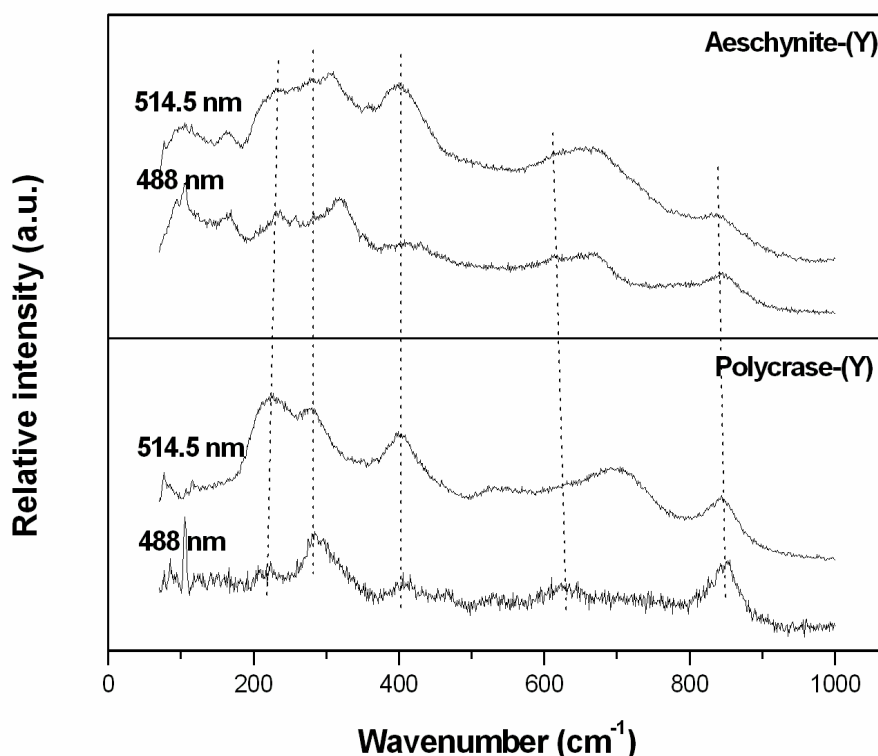 Aeschynite-(Y)
514.5 nm
488 nm
Polycrase-(Y)
514.5 nm
488 nm
Relative intensity (a.u.)
0 200 400 600 800 1000
Wavenumber (cm⁻¹)